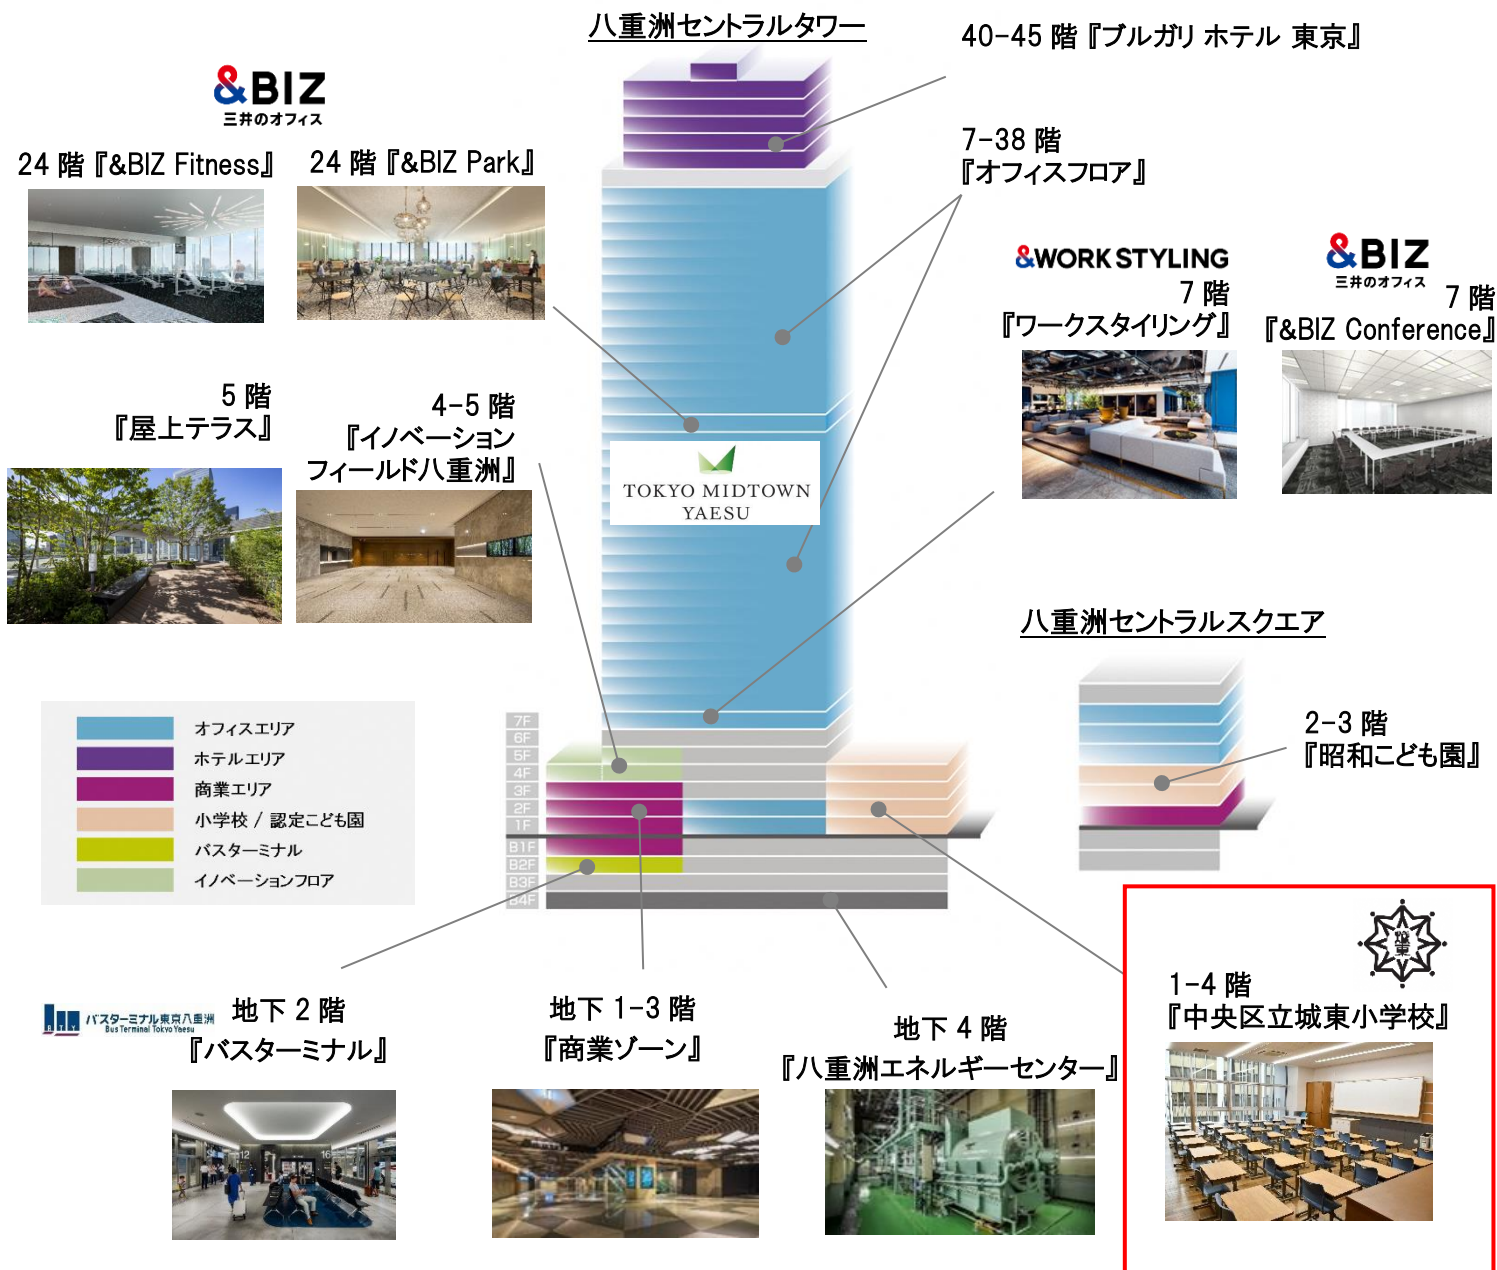 八重洲セントラルタワー
40-45 階『ブルガリ ホテル 東京』
&BIZ
三井のオフィス
24 階『&BIZ Fitness』
24 階『&BIZ Park』
7-38 階
『オフィスフロア』
&WORK STYLING
7 階
『ワークスタイリング』
&BIZ
三井のオフィス
7 階
『&BIZ Conference』
5 階
『屋上テラス』
4-5 階
『イノベーション
フィールド八重洲』
TOKYO MIDTOWN
YAESU
八重洲セントラルスクエア
2-3 階
『昭和こども園』
オフィスエリア
ホテルエリア
商業エリア
小学校 / 認定こども園
バスターミナル
イノベーションフロア
7F
6F
5F
4F
3F
2F
1F
B1F
B2F
B3F
B4F
BTY
バスターミナル東京八重洲
Bus Terminal Tokyo Yaesu
地下 2 階
『バスターミナル』
12
16
地下 1-3 階
『商業ゾーン』
地下 4 階
『八重洲エネルギーセンター』
城東
1-4 階
『中央区立城東小学校』